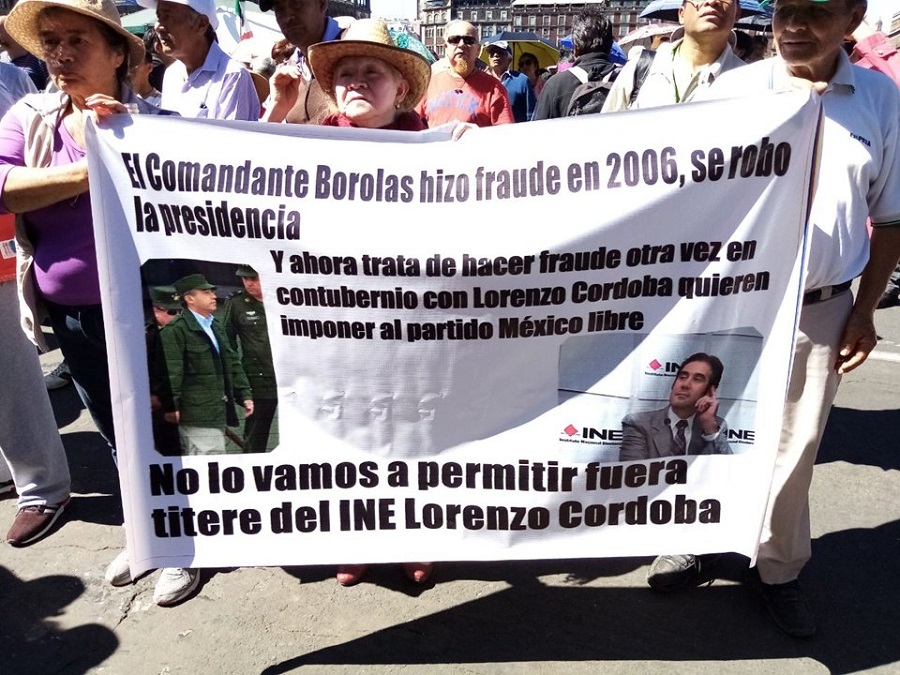 El Comandante Borolas hizo fraude en 2006, se robo
la presidencia
Y ahora trata de hacer fraude otra vez en
contubernio con Lorenzo Cordoba quieren
imponer al partido México libre
INE
INE
INE
No lo vamos a permitir fuera
titere del INE Lorenzo Cordoba